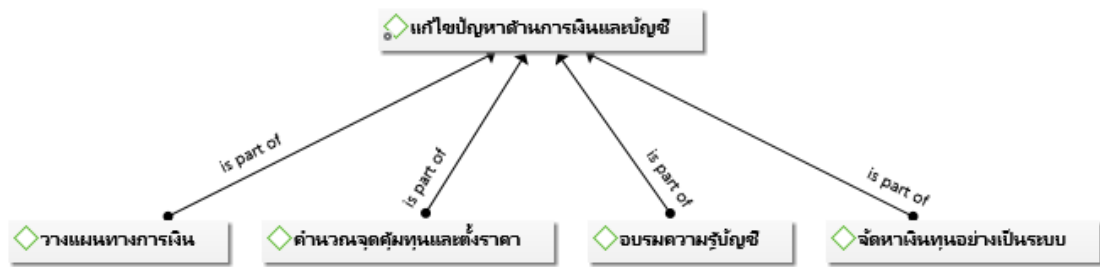 แก้ไขปัญหาด้านการเงินและบัญชี
is part of
is part of
is part of
is part of
วางแผนทางการเงิน
คำนวณจุดคุ้มทุนและตั้งราคา
อบรมความรู้บัญชี
จัดหาเงินทุนอย่างเป็นระบบ